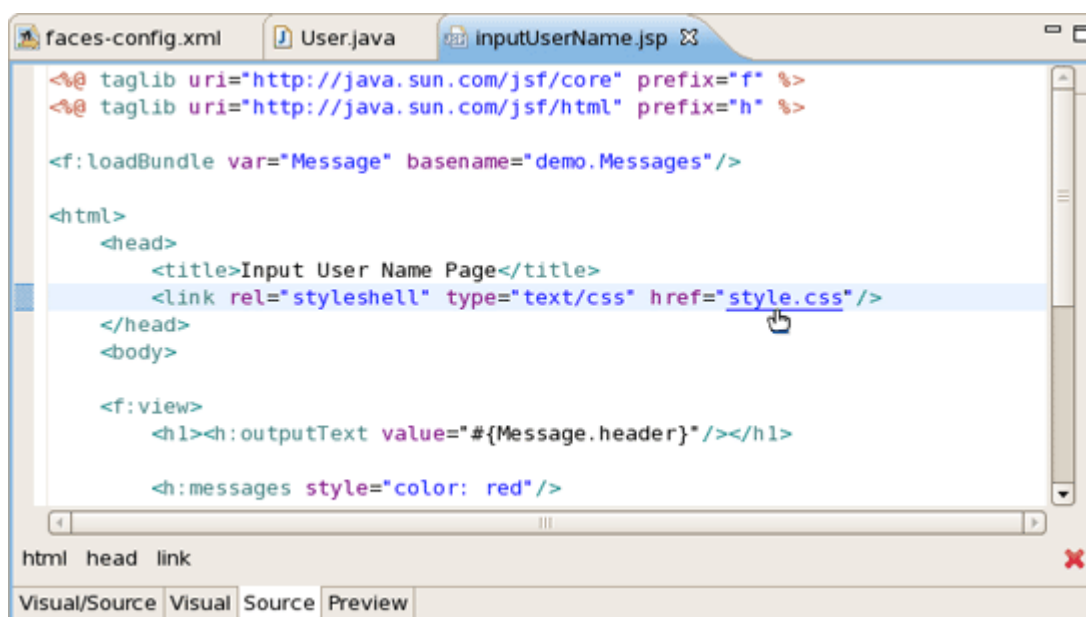 faces-config.xml User.java inputUserName.jsp
<%@ taglib uri="http://java.sun.com/jsf/core" prefix="f" %>
<%@ taglib uri="http://java.sun.com/jsf/html" prefix="h" %>
<f:loadBundle var="Message" basename="demo.Messages"/>
<html>
<head>
<title>Input User Name Page</title>
<link rel="styleshell" type="text/css" href="style.css"/>
</head>
<body>
<f:view>
<h1><h:outputText value="#{Message.header}"/></h1>
<h:messages style="color: red"/>
html head link
Visual/Source Visual Source Preview